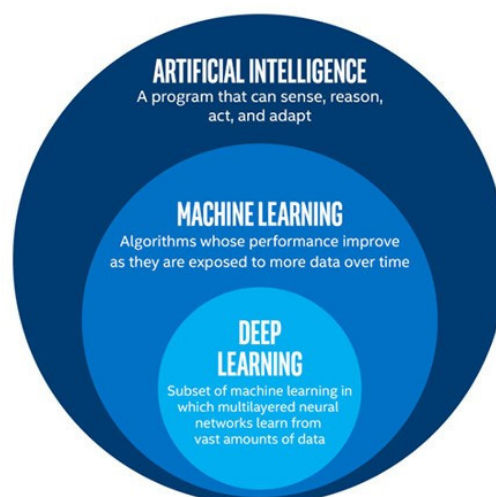 ARTIFICIAL INTELLIGENCE
A program that can sense, reason,
act, and adapt
MACHINE LEARNING
Algorithms whose performance improve
as they are exposed to more data over time
DEEP
LEARNING
Subset of machine learning in
which multilayered neural
networks learn from
vast amounts of data